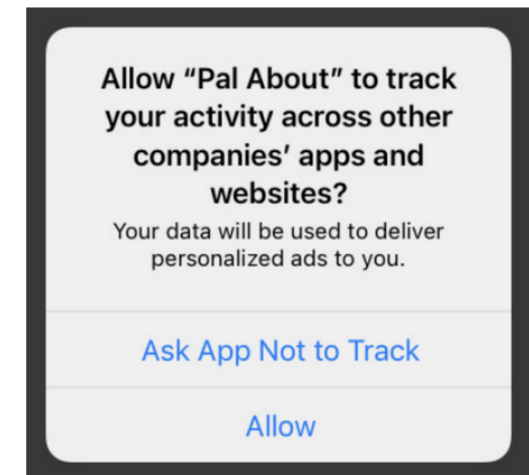 Allow “Pal About” to track
your activity across other
companies’ apps and
websites?
Your data will be used to deliver
personalized ads to you.
Ask App Not to Track
Allow